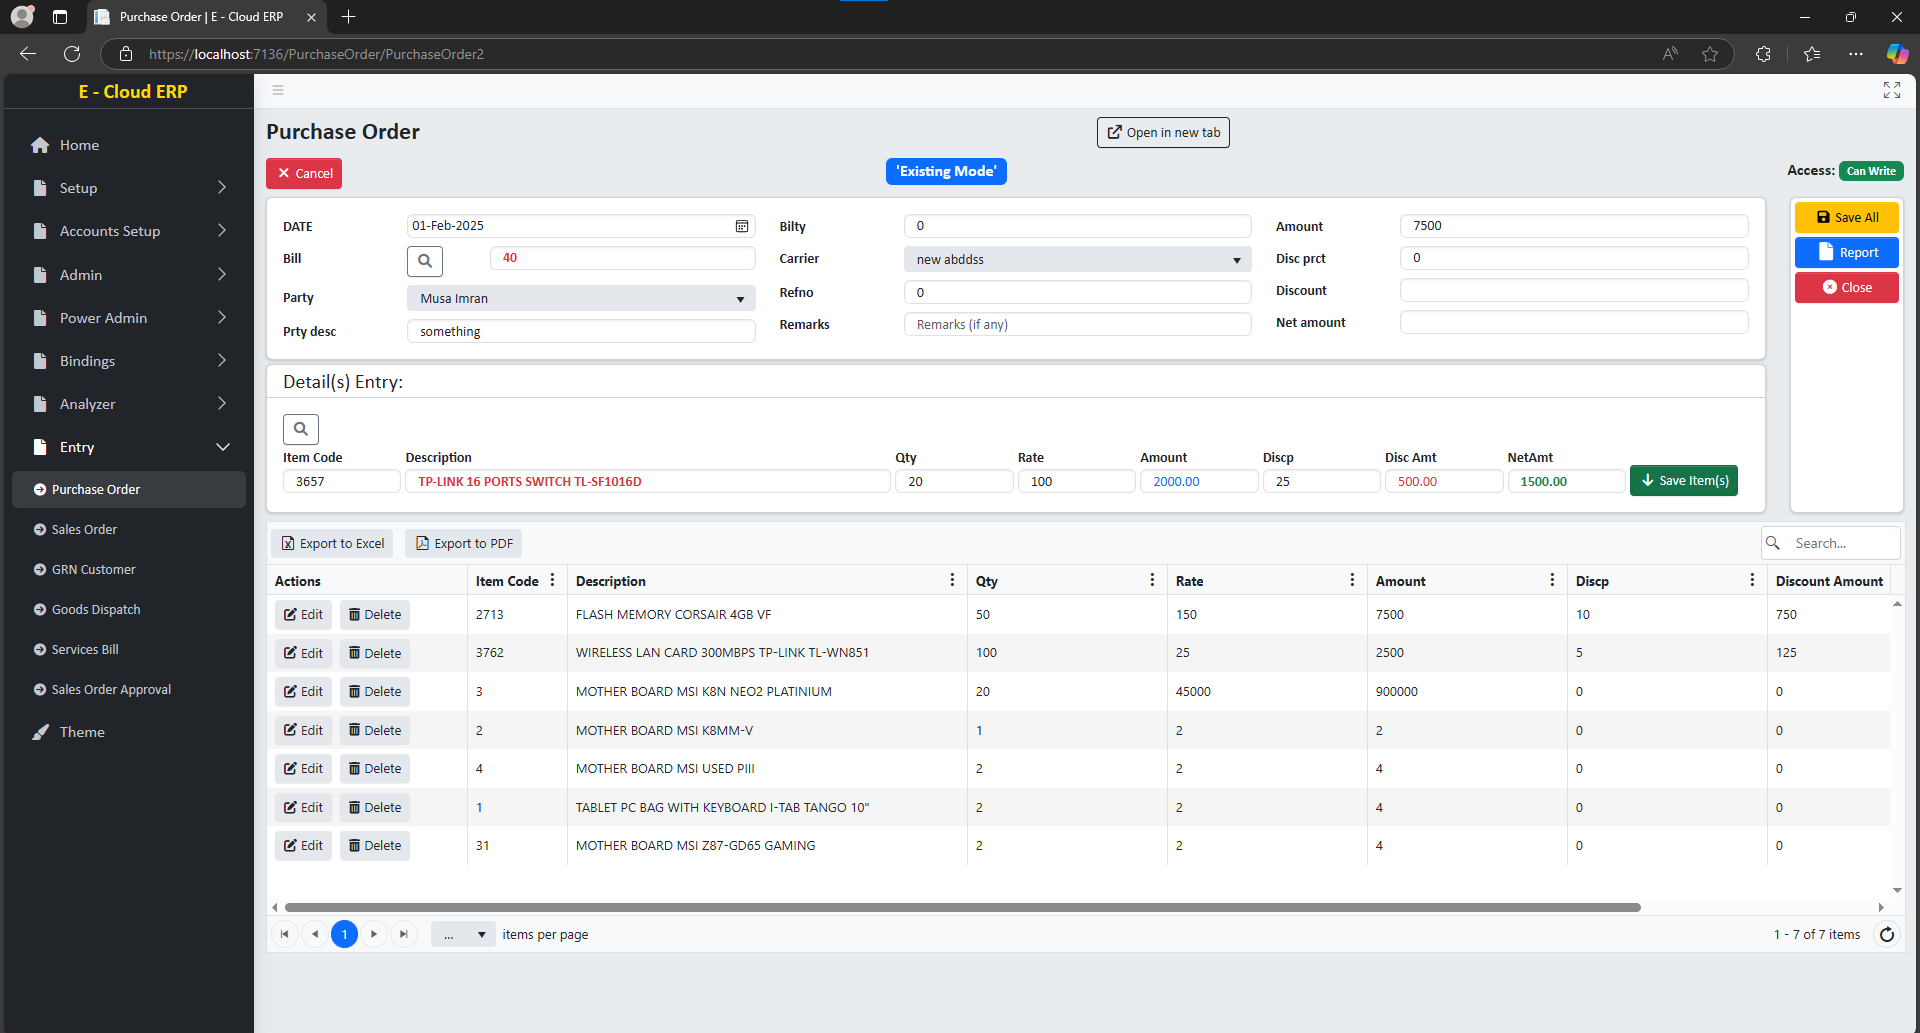 Purchase Order | E - Cloud ERP
https://localhost:7136/PurchaseOrder/PurchaseOrder2
E - Cloud ERP
Home
Setup
Accounts Setup
Admin
Power Admin
Bindings
Analyzer
Entry
Purchase Order
Sales Order
GRN Customer
Goods Dispatch
Services Bill
Sales Order Approval
Theme
Purchase Order
Open in new tab
Cancel
'Existing Mode'
Access: Can Write
DATE 01-Feb-2025
Bill 40
Party Musa Imran
Prty desc something
Bilty 0
Carrier new abddss
Refno 0
Remarks Remarks (if any)
Amount 7500
Disc prct 0
Discount
Net amount
Save All
Report
Close
Detail(s) Entry:
Item Code Description Qty Rate Amount Discp Disc Amt NetAmt
3657 TP-LINK 16 PORTS SWITCH TL-SF1016D 20 100 2000.00 25 500.00 1500.00 Save Item(s)
Export to Excel Export to PDF Search...
Actions Item Code Description Qty Rate Amount Discp Discount Amount
Edit Delete 2713 FLASH MEMORY CORSAIR 4GB VF 50 150 7500 10 750
Edit Delete 3762 WIRELESS LAN CARD 300MBPS TP-LINK TL-WN851 100 25 2500 5 125
Edit Delete 3 MOTHER BOARD MSI K8N NEO2 PLATINIUM 20 45000 900000 0 0
Edit Delete 2 MOTHER BOARD MSI K8MM-V 1 2 2 0 0
Edit Delete 4 MOTHER BOARD MSI USED PIII 2 2 4 0 0
Edit Delete 1 TABLET PC BAG WITH KEYBOARD I-TAB TANGO 10" 2 2 4 0 0
Edit Delete 31 MOTHER BOARD MSI Z87-GD65 GAMING 2 2 4 0 0
1 ... items per page 1 - 7 of 7 items